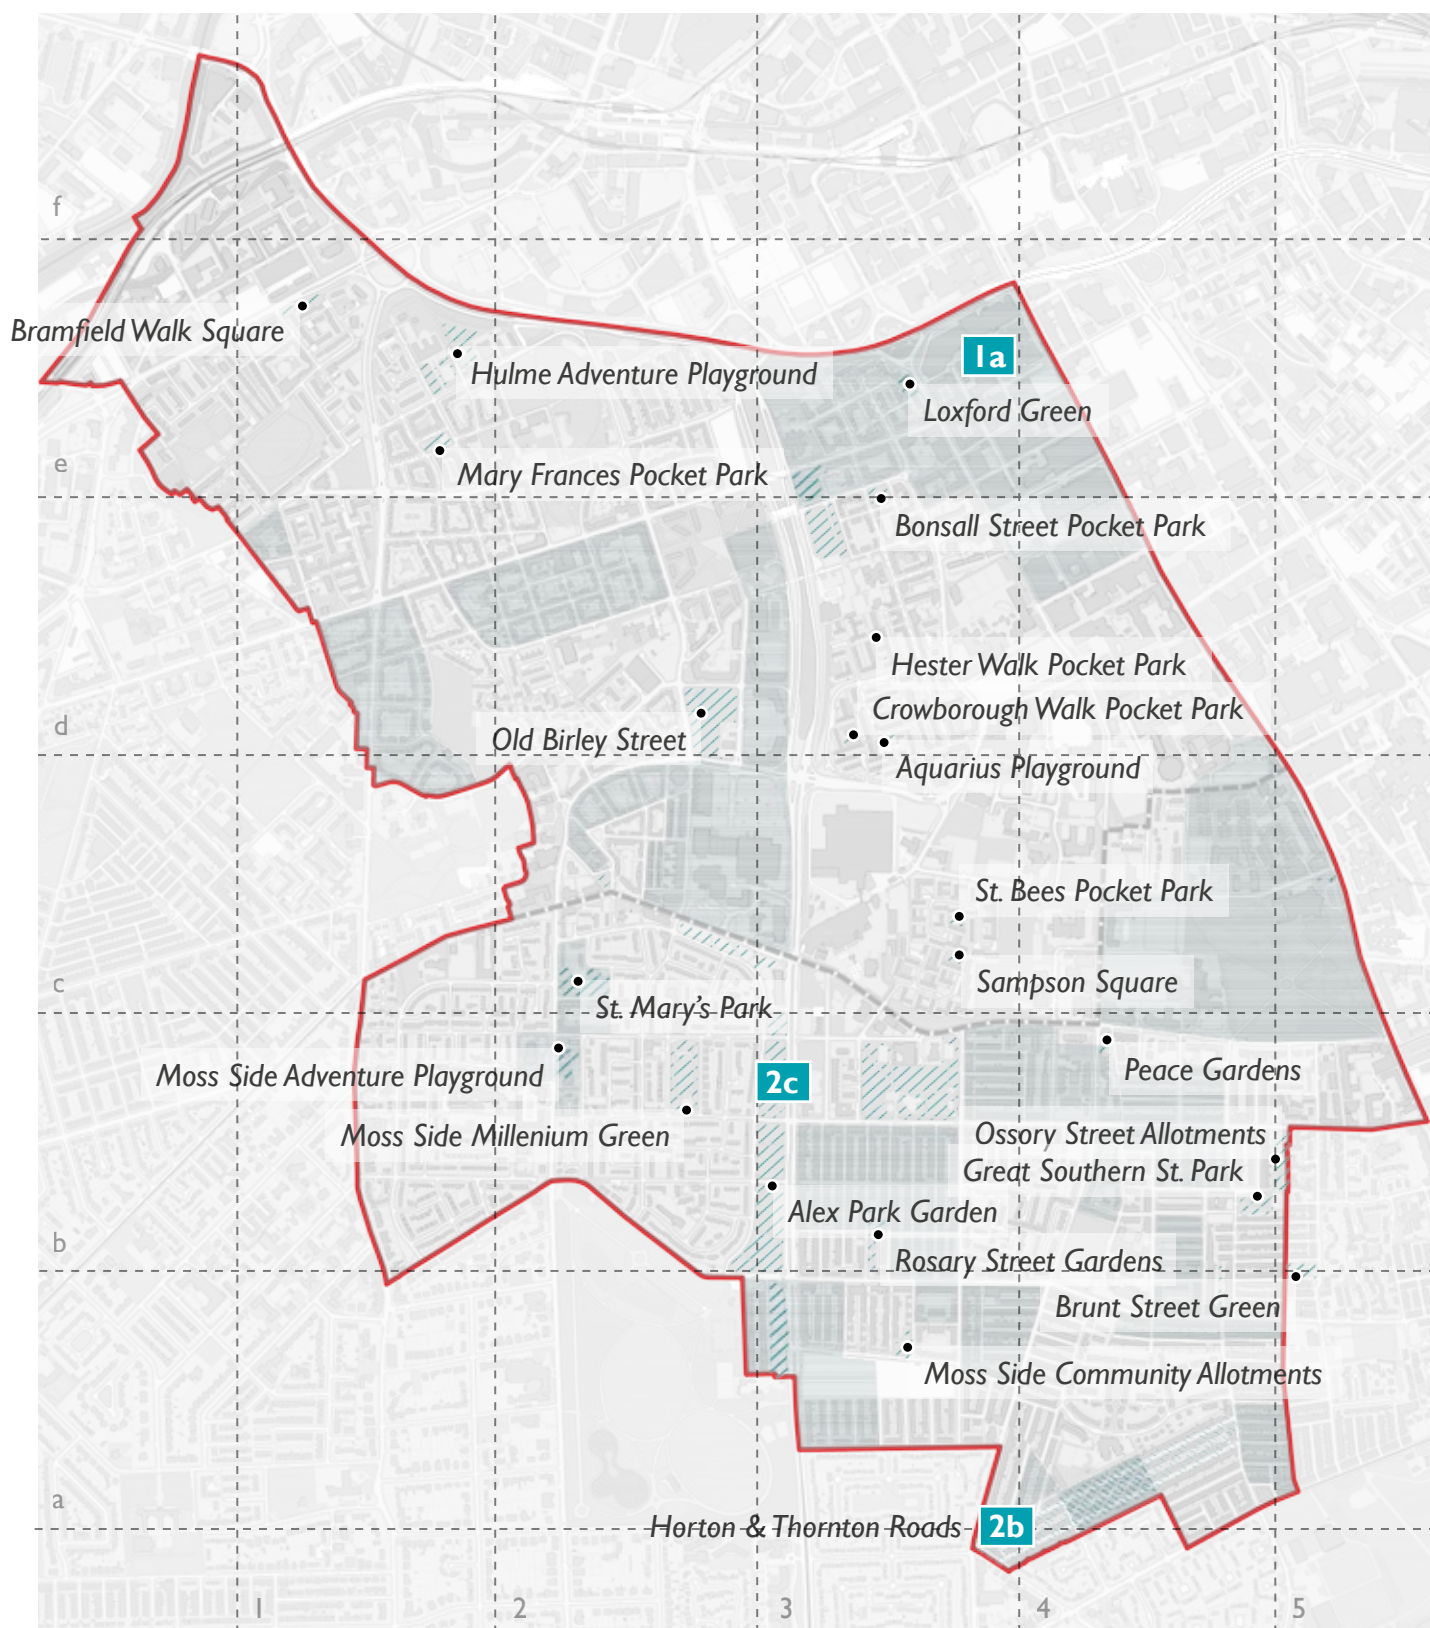 f
Bramfield Walk Square
1a
Hulme Adventure Playground
Loxford Green
e
Mary Frances Pocket Park
Bonsall Street Pocket Park
Hester Walk Pocket Park
Crowborough Walk Pocket Park
d
Old Birley Street
Aquarius Playground
St. Bees Pocket Park
c
Sampson Square
St. Mary's Park
Moss Side Adventure Playground
2c
Peace Gardens
Moss Side Millenium Green
Ossory Street Allotments
Great Southern St. Park
Alex Park Garden
b
Rosary Street Gardens
Brunt Street Green
Moss Side Community Allotments
a
Horton & Thornton Roads
2b
1 2 3 4 5